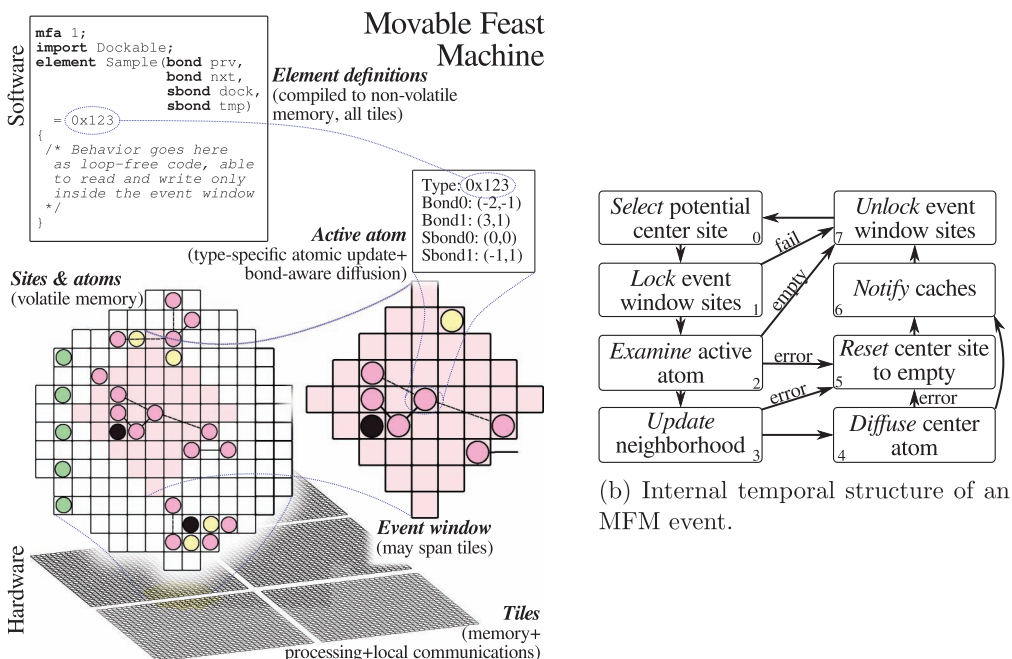 Movable Feast
Machine
Software
mfa 1;
import Dockable;
element Sample(bond prv,
bond nxt,
sbond dock,
sbond tmp)
= 0x123
{
/* Behavior goes here
as loop-free code, able
to read and write only
inside the event window
*/
}
Element definitions
(compiled to non-volatile
memory, all tiles)
Type: 0x123
Bond0: (-2,-1)
Bond1: (3,1)
Sbond0: (0,0)
Sbond1: (-1,1)
Active atom
(type-specific atomic update+
bond-aware diffusion)
Sites & atoms
(volatile memory)
Event window
(may span tiles)
Hardware
Tiles
(memory+
processing+local communications)
Select potential
center site
0
Unlock event
window sites
7
fail
Lock event
window sites
1
empty
Notify caches
6
Examine active
atom
2
error
Reset center site
to empty
5
error
error
Update
neighborhood
3
Diffuse center
atom
4
(b) Internal temporal structure of an
MFM event.